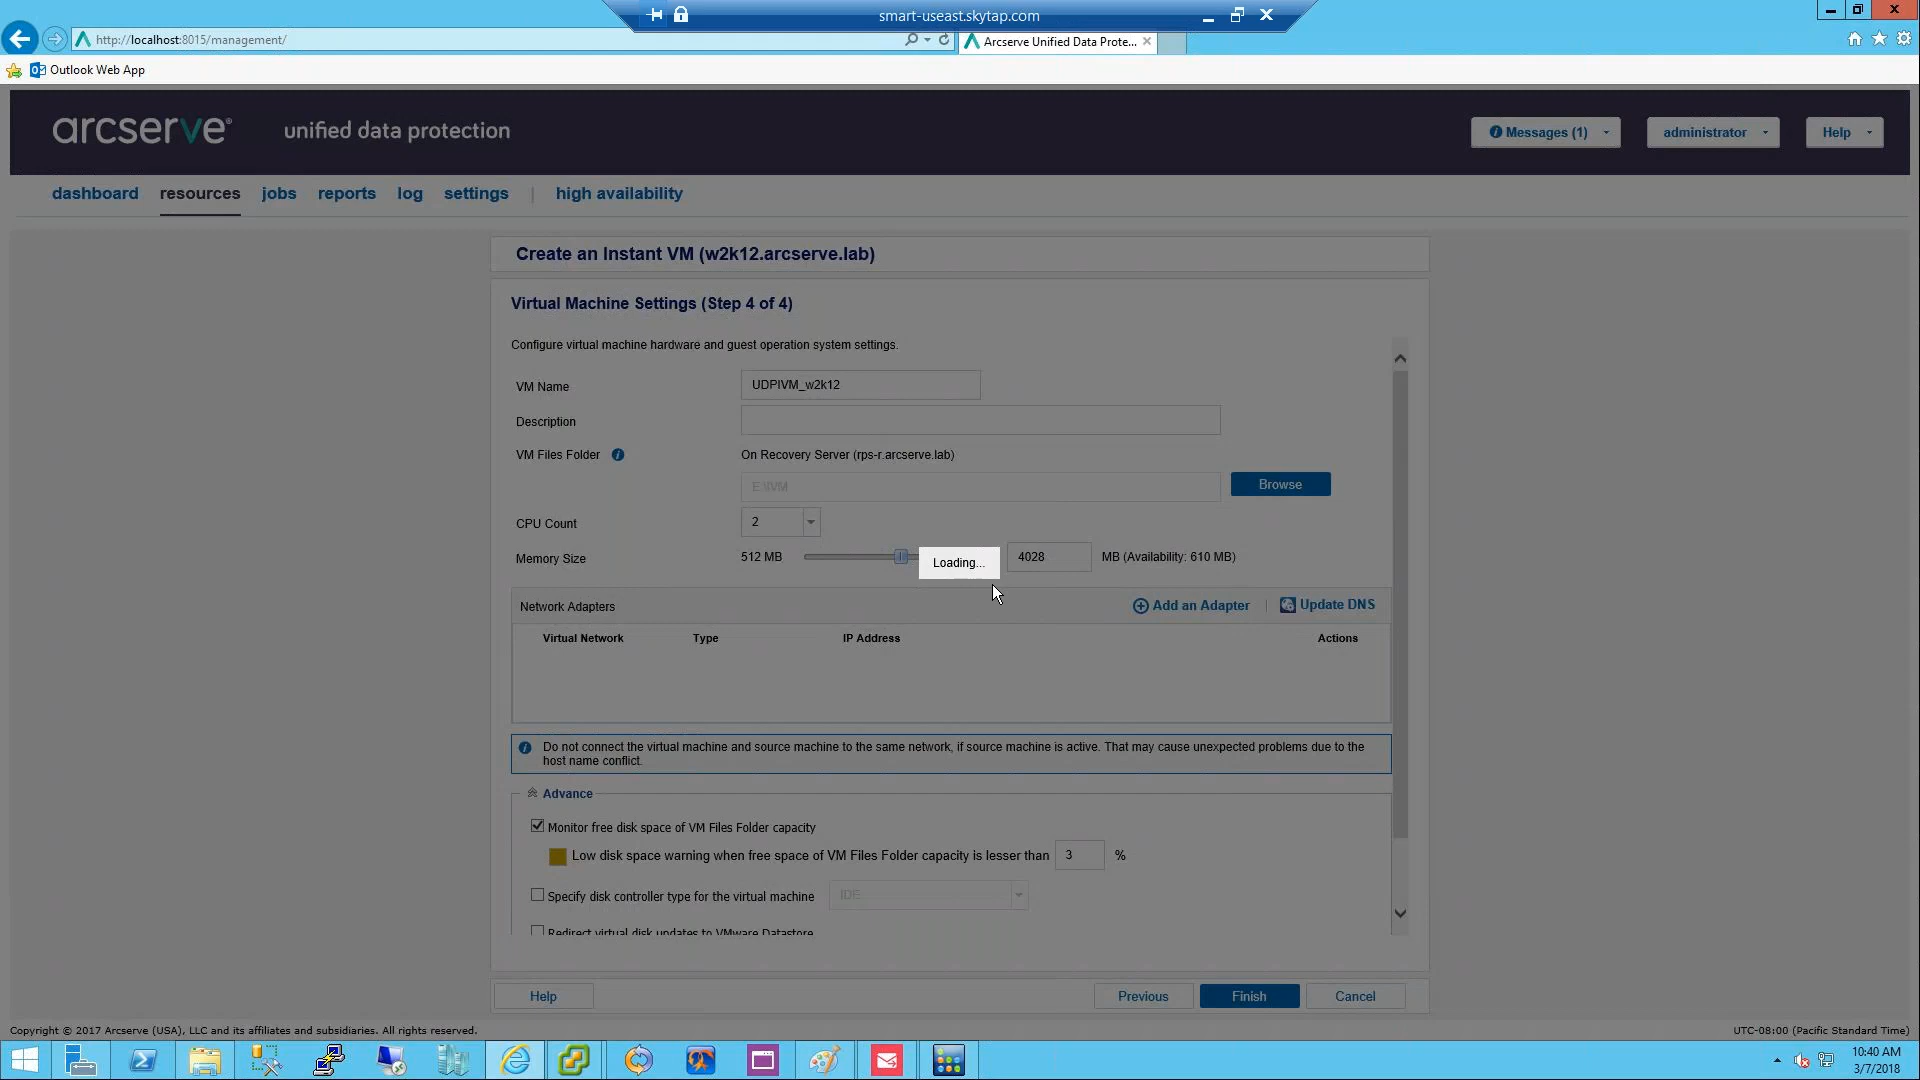 smart-useast.skytap.com
http://localhost:8015/management/
Arcserve Unified Data Prote...
Outlook Web App
arcserve® unified data protection
Messages (1)
administrator
Help
dashboard resources jobs reports log settings | high availability
Create an Instant VM (w2k12.arcserve.lab)
Virtual Machine Settings (Step 4 of 4)
Configure virtual machine hardware and guest operation system settings.
VM Name UDPIVM_w2k12
Description
VM Files Folder On Recovery Server (rps-r.arcserve.lab)
E:\IVM Browse
CPU Count 2
Memory Size 512 MB 4028 MB (Availability: 610 MB)
Loading...
Network Adapters Add an Adapter | Update DNS
Virtual Network Type IP Address Actions
Do not connect the virtual machine and source machine to the same network, if source machine is active. That may cause unexpected problems due to the
host name conflict.
Advance
Monitor free disk space of VM Files Folder capacity
Low disk space warning when free space of VM Files Folder capacity is lesser than 3 %
Specify disk controller type for the virtual machine IDE
Redirect virtual disk updates to VMware Datastore
Help Previous Finish Cancel
Copyright © 2017 Arcserve (USA), LLC and its affiliates and subsidiaries. All rights reserved.
UTC-08:00 (Pacific Standard Time)
10:40 AM
3/7/2018